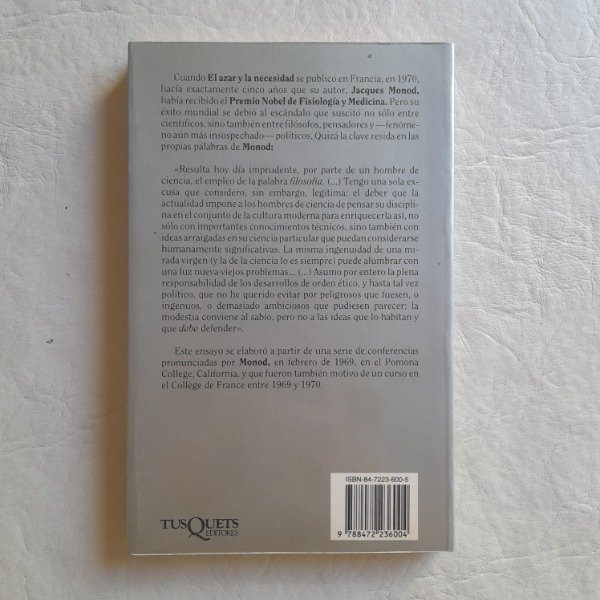 Cuando El azar y la necesidad se publicó en Francia, en 1970,
hacía exactamente cinco años que su autor, Jacques Monod,
había recibido el Premio Nobel de Fisiología y Medicina. Pero su
éxito mundial se debió al escándalo que suscitó no sólo entre
científicos, sino también entre filósofos, pensadores y —fenóme-
no aún más insospechado— políticos. Quizá la clave resida en las
propias palabras de Monod:
«Resulta hoy día imprudente, por parte de un hombre de
ciencia, el empleo de la palabra filosofía. (...) Tengo una sola ex-
cusa que considero, sin embargo, legítima: el deber que la
actualidad impone a los hombres de ciencia de pensar su discipli-
na en el conjunto de la cultura moderna para enriquecerla así, no
sólo con importantes conocimientos técnicos, sino también con
ideas arraigadas en su ciencia particular que puedan considerarse
humanamente significativas. La misma ingenuidad de una mi-
rada virgen (y la de la ciencia lo es siempre) puede alumbrar con
una luz nueva viejos problemas... (...) Asumo por entero la plena
responsabilidad de los desarrollos de orden ético, y hasta tal vez
político, que no he querido evitar por peligrosos que fuesen, o
ingenuos, o demasiado ambiciosos que pudiesen parecer: la
modestia conviene al sabio, pero no a las ideas que lo habitan y
que debe defender».
Este ensayo se elaboró a partir de una serie de conferencias
pronunciadas por Monod, en febrero de 1969, en el Pomona
College, California, y que fueron también motivo de un curso en
el Collège de France entre 1969 y 1970.
ISBN-84-7223-600-5
9 788472 236004
TUSQUETS
EDITORES